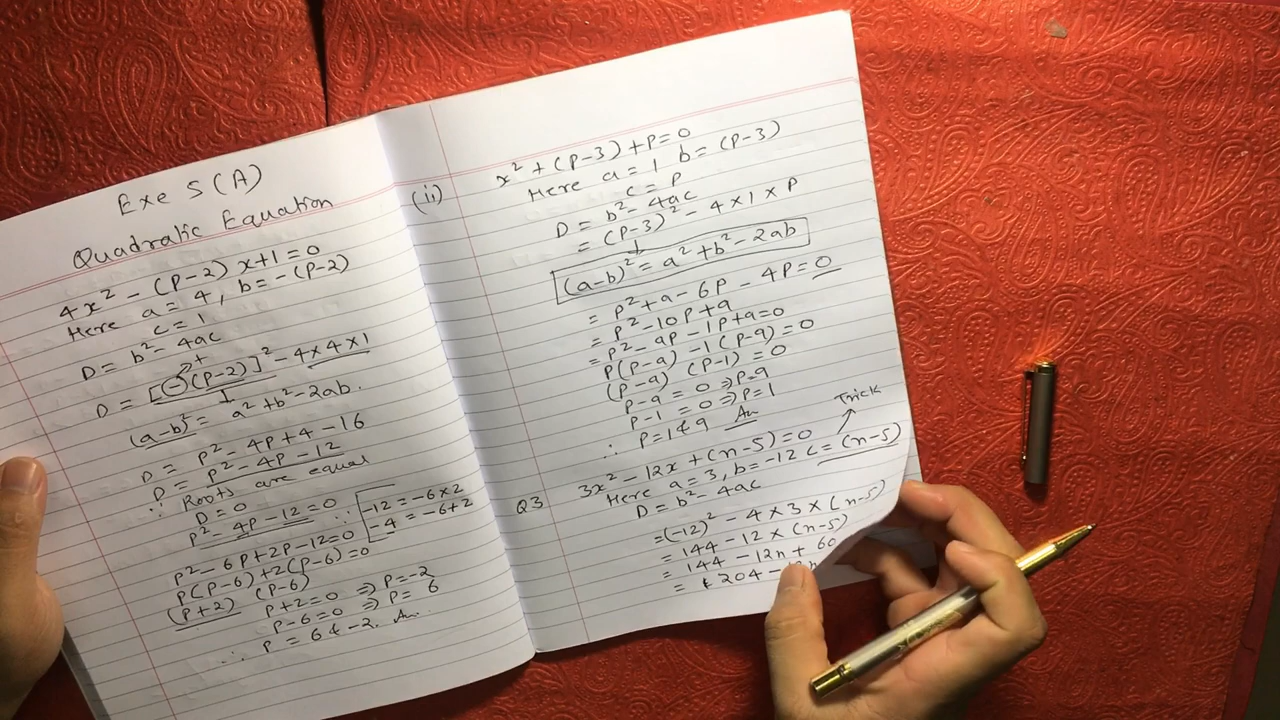 Exe 5(A)
Quadratic Equation
4x² - (P-2) x+1=0
Here a = 4, b = -(P-2)
c = 1
D = b² - 4ac
D = [-(P-2)]² - 4×4×1
+
(a-b)² = a² + b² - 2ab.
D = P² - 4P + 4 - 16
D = P² - 4P - 12
∵ Roots are equal
D = 0
P² - 4P - 12 = 0 ∵ -12 = -6×2
-4 = -6+2
P² - 6P + 2P - 12 = 0
P(P-6) + 2(P-6) = 0
(P+2) (P-6)
P+2 = 0 ⇒ P = -2
P-6 = 0 ⇒ P = 6
∴ P = 6 & -2. An
(ii) x² + (P-3) + P = 0
Here a = 1 b = (P-3)
c = P
D = b² - 4ac
= (P-3)² - 4×1×P
(a-b)² = a² + b² - 2ab
= P² + 9 - 6P - 4P = 0
= P² - 10P + 9
= P² - 9P - 1P + 9 = 0
P(P-9) - 1(P-9) = 0
(P-9) (P-1) = 0
P-9 = 0 ⇒ P=9
P-1 = 0 ⇒ P = 1
∴ P = 1 & 9 An
Trick
Q3 3x² - 12x + (n-5) = 0
Here a = 3, b = -12 c = (n-5)
D = b² - 4ac
= (-12)² - 4×3×(n-5)
= 144 - 12×(n-5)
= 144 - 12n + 60
= 204 - 12n